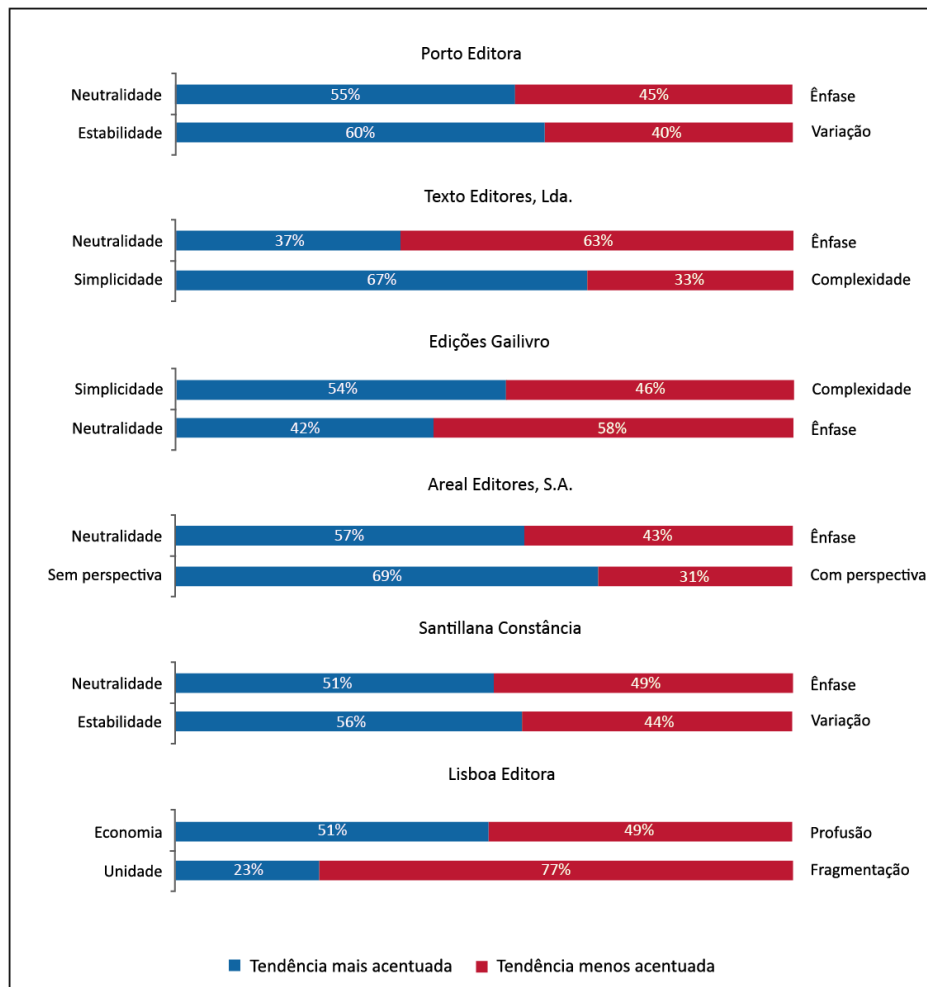 Porto Editora
Neutralidade 55% 45% Ênfase
Estabilidade 60% 40% Variação
Texto Editores, Lda.
Neutralidade 37% 63% Ênfase
Simplicidade 67% 33% Complexidade
Edições Gailivro
Simplicidade 54% 46% Complexidade
Neutralidade 42% 58% Ênfase
Areal Editores, S.A.
Neutralidade 57% 43% Ênfase
Sem perspectiva 69% 31% Com perspectiva
Santillana Constância
Neutralidade 51% 49% Ênfase
Estabilidade 56% 44% Variação
Lisboa Editora
Economia 51% 49% Profusão
Unidade 23% 77% Fragmentação
Tendência mais acentuada Tendência menos acentuada